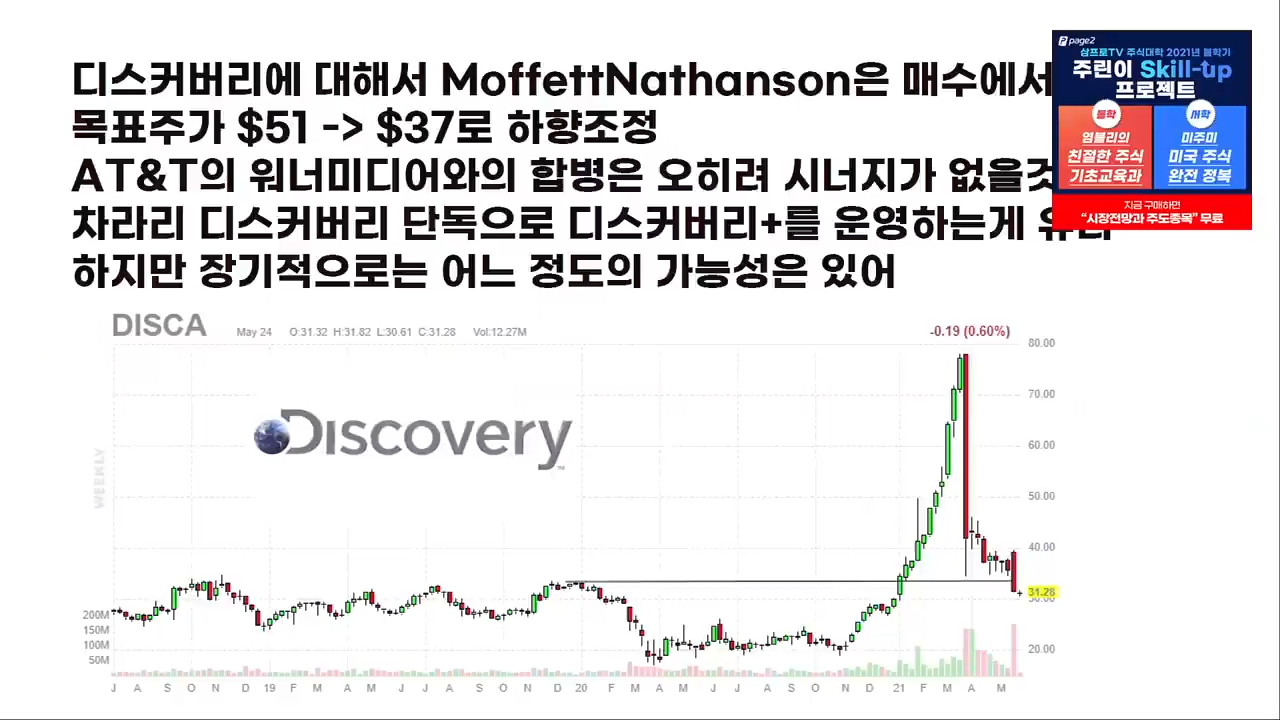 디스커버리에 대해서 MoffettNathanson은 매수에서
목표주가 $51 -> $37로 하향조정
AT&T의 워너미디어와의 합병은 오히려 시너지가 없을것
차라리 디스커버리 단독으로 디스커버리+를 운영하는게
하지만 장기적으로는 어느 정도의 가능성은 있어
page2
삼프로TV 주식대학 2021년 봄학기
주린이 Skill-up
프로젝트
봄학
서학
염블리의
친절한 주식
기초교육과
미주미
미국 주식
완전 정복
지금 구매하면
“시장전망과 주도종목” 무료
DISCA May 24 O:31.32 H:31.82 L:30.61 C:31.28 Vol:12.27M -0.19 (0.60%)
Discovery
WEEKLY
80.00
70.00
60.00
50.00
40.00
31.28
30.00
20.00
200M
150M
100M
50M
J A S O N D 19 F M A M J J A S O N D 20 F M A M J J A S O N D 21 F M A M